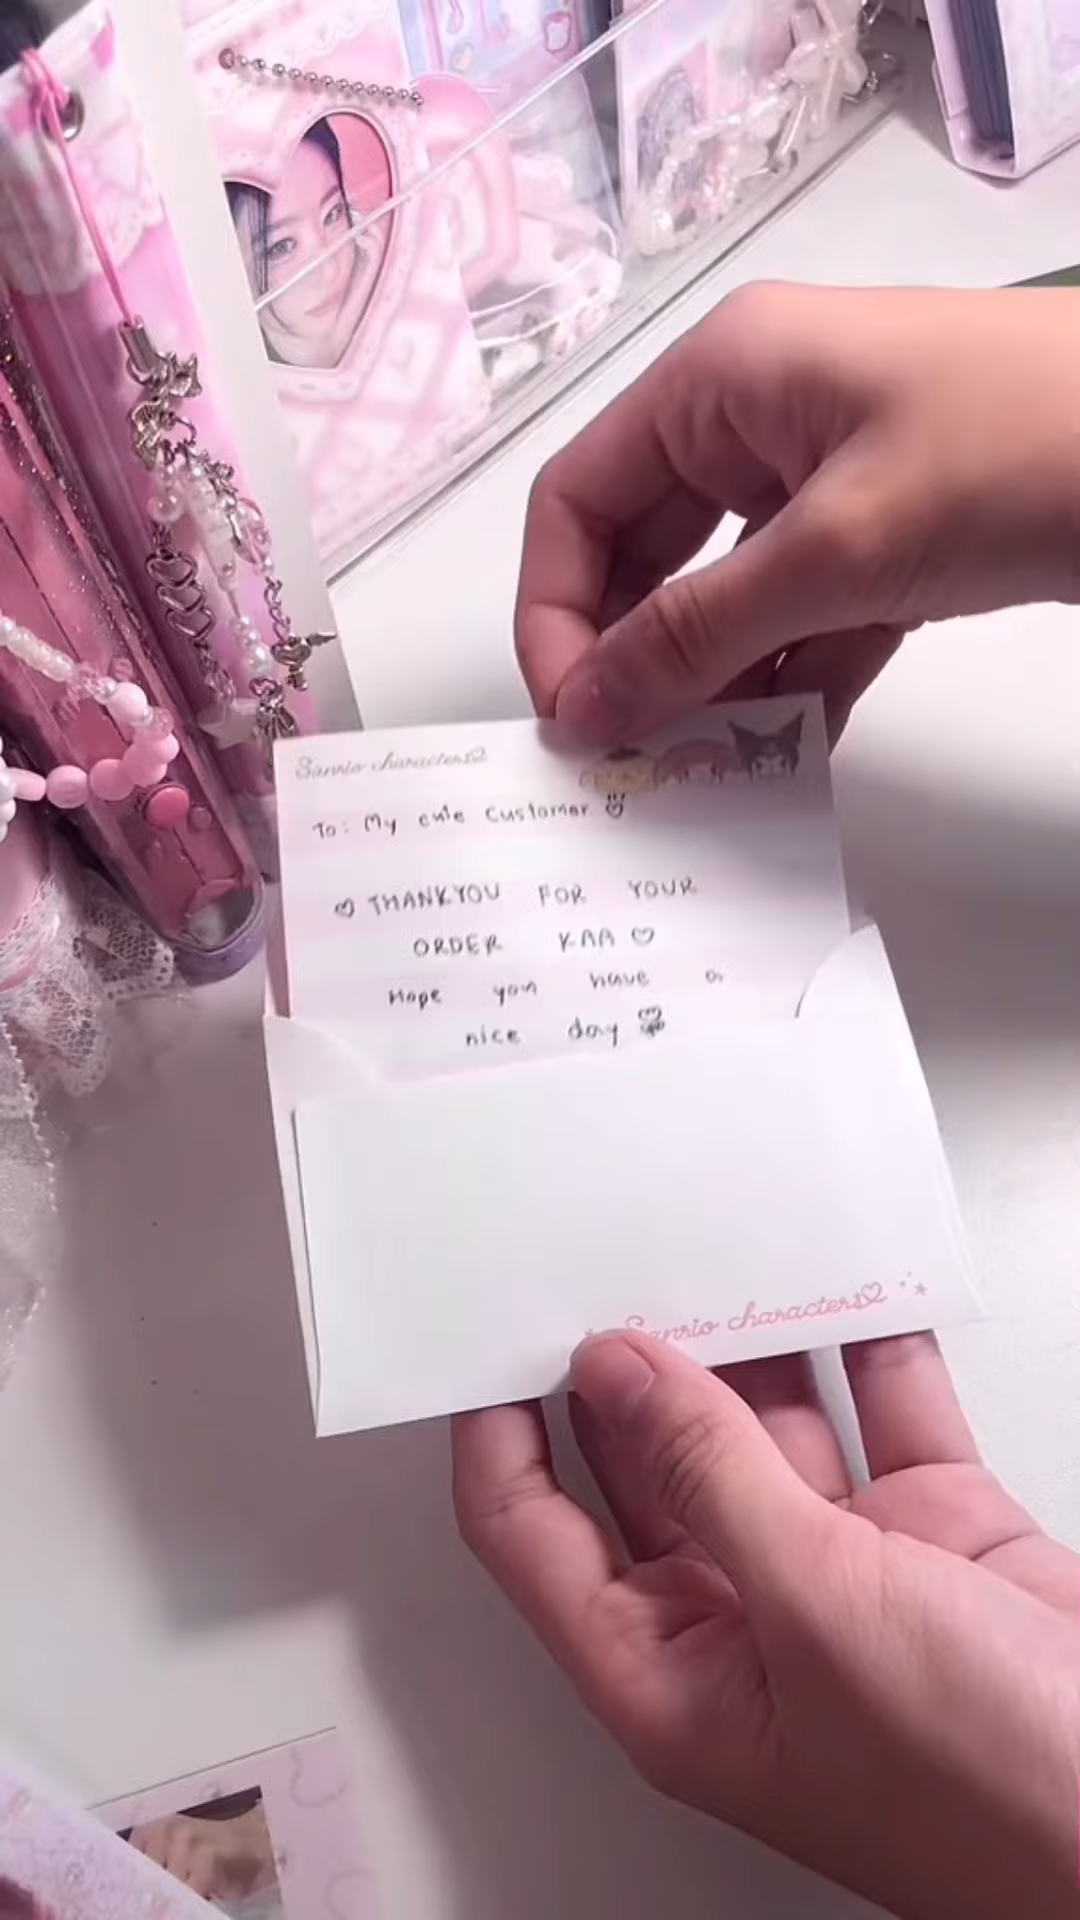 Sanrio characters
To: My cute Customer
THANKYOU FOR YOUR
ORDER KAA
Hope you have a
nice day
Sanrio characters